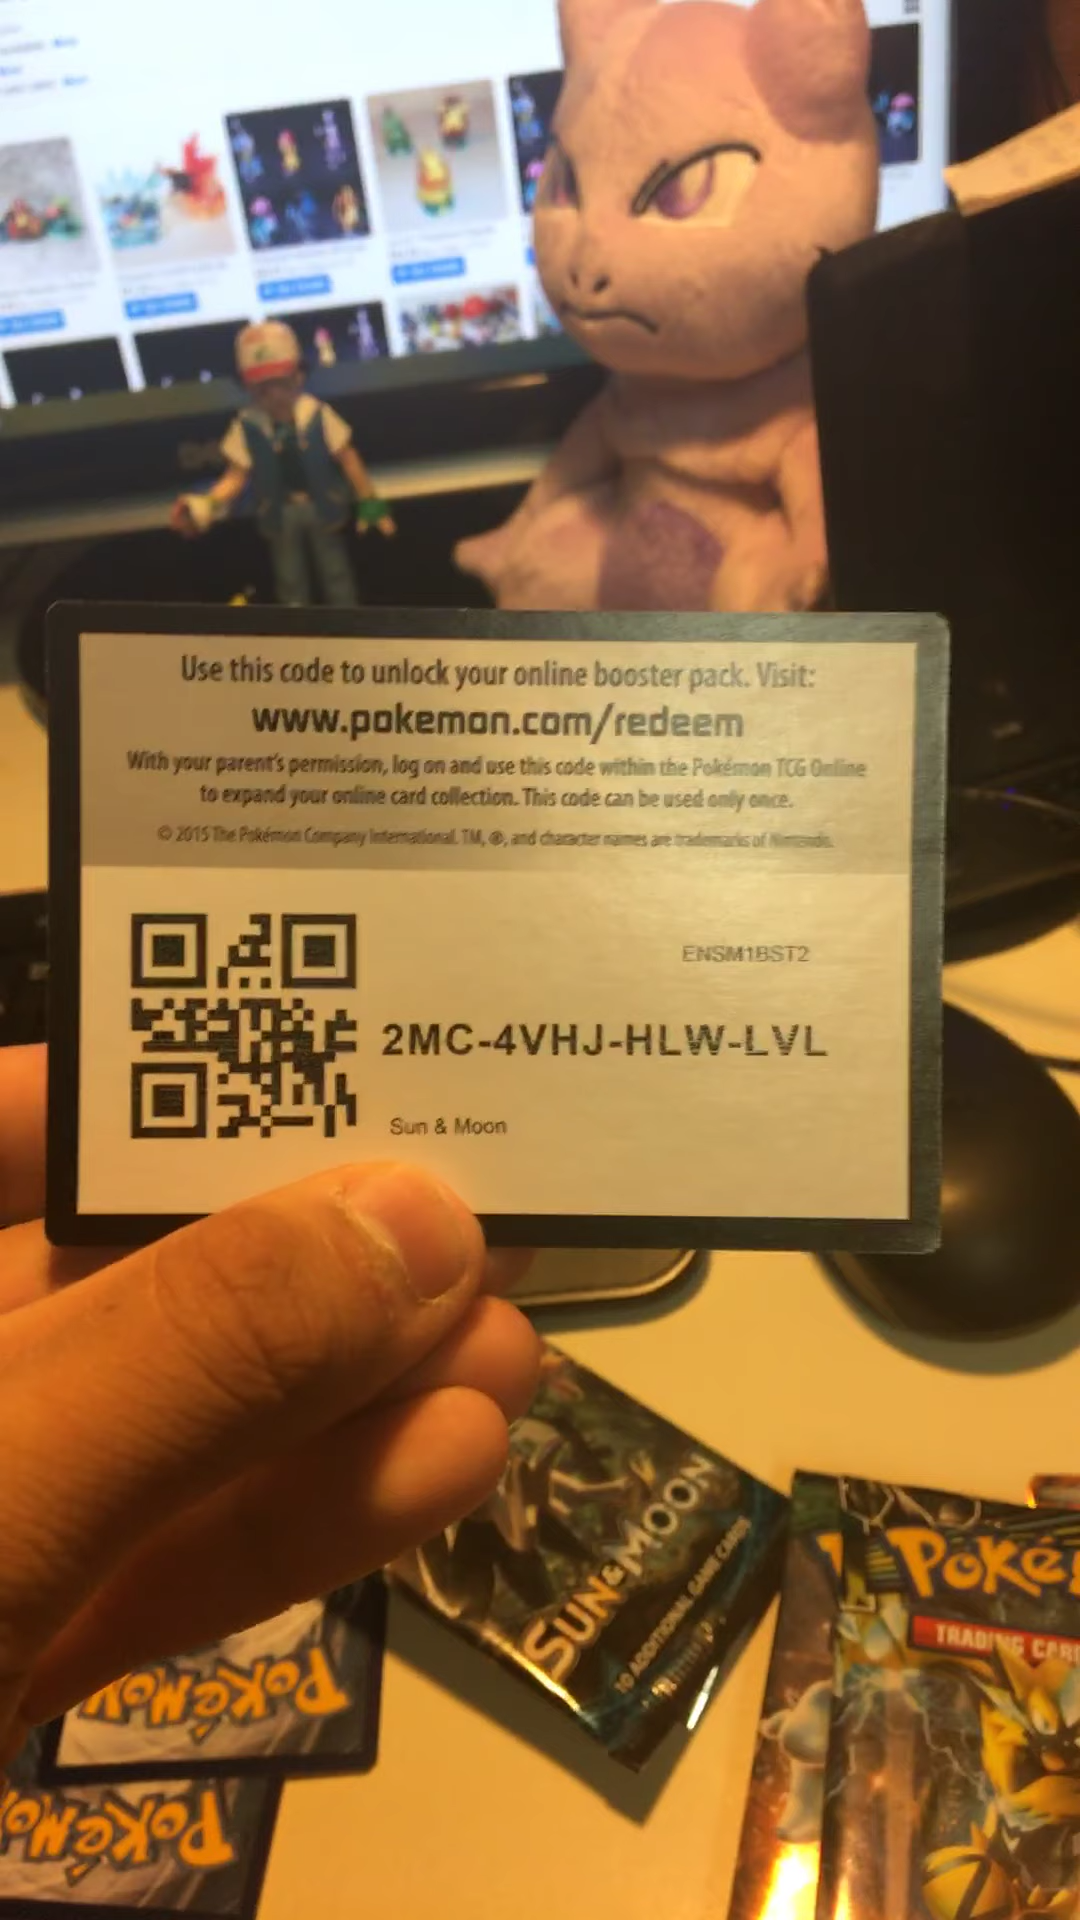 Use this code to unlock your online booster pack. Visit:
www.pokemon.com/redeem
With your parent's permission, log on and use this code within the Pokémon TCG Online
to expand your online card collection. This code can be used only once.
© 2015 The Pokémon Company International. TM, ®, and character names are trademarks of Nintendo.
ENSM1BST2
2MC-4VHJ-HLW-LVL
Sun & Moon
SUN & MOON
10 ADDITIONAL GAME CARDS
Poké
TRADING CARD
POKéMON
POKéMO